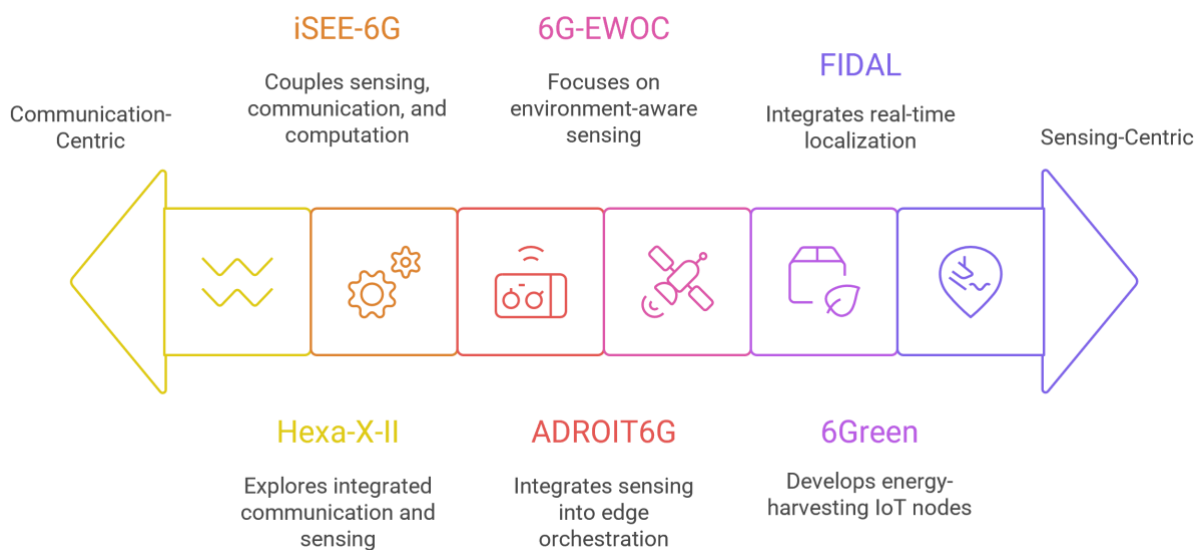 iSEE-6G
Couples sensing,
communication, and
computation
6G-EWOC
Focuses on
environment-aware
sensing
FIDAL
Integrates real-time
localization
Communication-
Centric
Sensing-Centric
Hexa-X-II
Explores integrated
communication and
sensing
ADROIT6G
Integrates sensing
into edge
orchestration
6Green
Develops energy-
harvesting IoT nodes